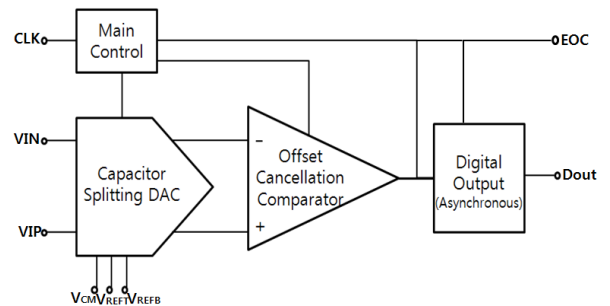 CLK
Main
Control
EOC
VIN
−
Offset
Cancellation
Comparator
+
Capacitor
Splitting DAC
VIP
Digital
Output
(Asynchronous)
Dout
VCM VREFT VREFB